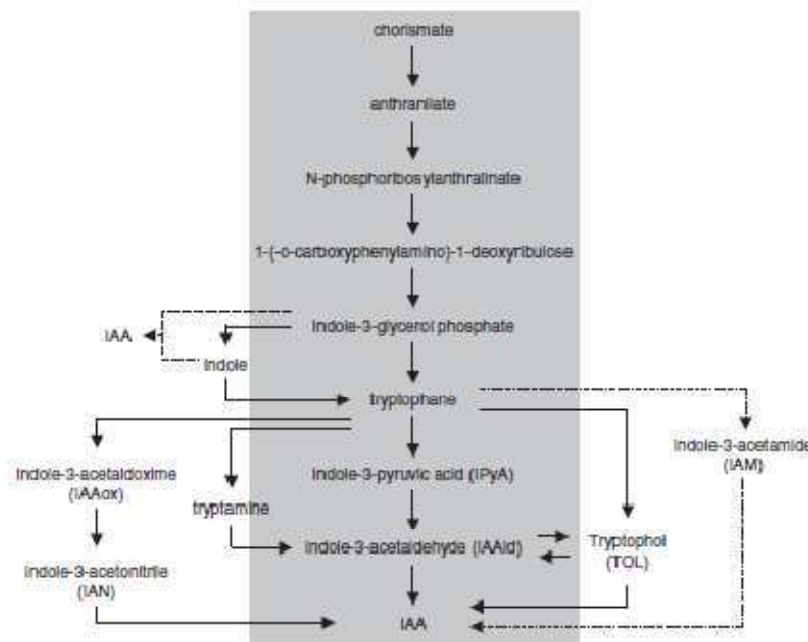 chorismate
anthranilate
N-phosphoribosylanthralinate
1-(-o-carboxyphenylamino)-1-deoxyribulose
Indole-3-glycerol phosphate
IAA
Indole
tryptophane
Indole-3-acetaldoxime
(IAAox)
tryptamine
Indole-3-pyruvic acid (IPyA)
Indole-3-acetamide
(IAM)
Indole-3-acetaldehyde (IAAld)
Tryptophol
(TOL)
Indole-3-acetonitrile
(IAN)
IAA